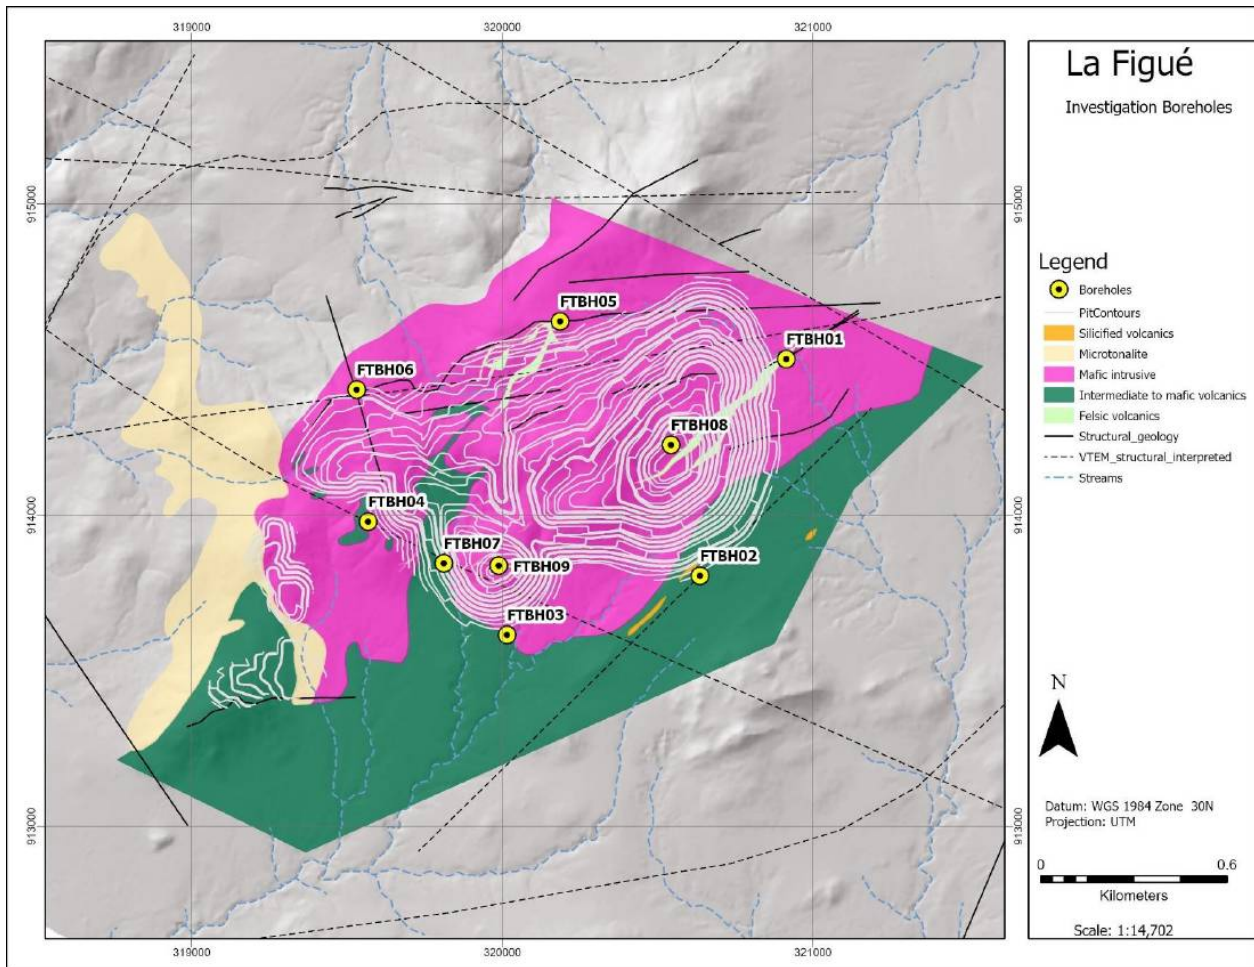 319000
320000
321000
915000
915000
914000
914000
913000
913000
319000
320000
321000
FTBH05
FTBH01
FTBH06
FTBH08
FTBH04
FTBH07
FTBH09
FTBH02
FTBH03
La Figué
Investigation Boreholes
Legend
Boreholes
PitContours
Silicified volcanics
Microtonalite
Mafic intrusive
Intermediate to mafic volcanics
Felsic volcanics
Structural_geology
VTEM_structural_interpreted
Streams
N
Datum: WGS 1984 Zone 30N
Projection: UTM
0
0.6
Kilometers
Scale: 1:14,702